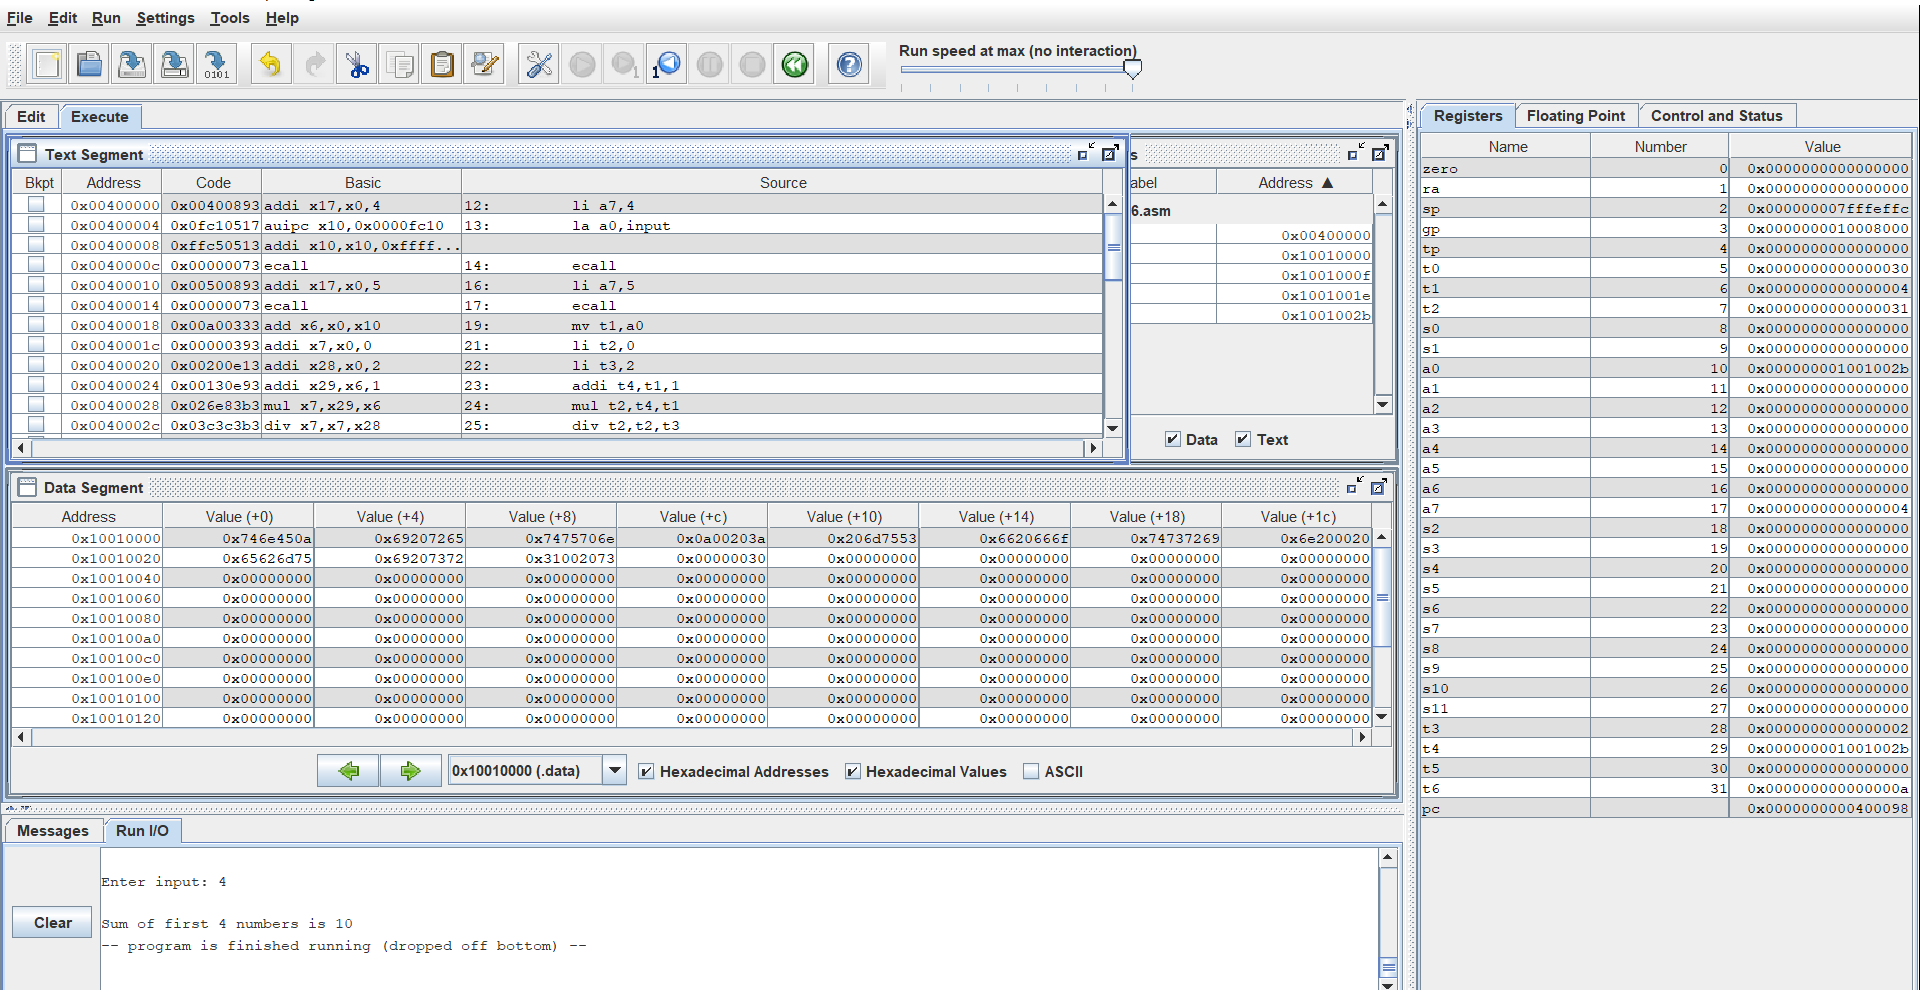 File Edit Run Settings Tools Help
0101 1 1 Run speed at max (no interaction)
Edit Execute
Text Segment
Bkpt Address Code Basic Source
0x00400000 0x00400893 addi x17,x0,4 12: li a7,4
0x00400004 0x0fc10517 auipc x10,0x0000fc10 13: la a0,input
0x00400008 0xffc50513 addi x10,x10,0xffff...
0x0040000c 0x00000073 ecall 14: ecall
0x00400010 0x00500893 addi x17,x0,5 16: li a7,5
0x00400014 0x00000073 ecall 17: ecall
0x00400018 0x00a00333 add x6,x0,x10 19: mv t1,a0
0x0040001c 0x00000393 addi x7,x0,0 21: li t2,0
0x00400020 0x00200e13 addi x28,x0,2 22: li t3,2
0x00400024 0x00130e93 addi x29,x6,1 23: addi t4,t1,1
0x00400028 0x026e83b3 mul x7,x29,x6 24: mul t2,t4,t1
0x0040002c 0x03c3c3b3 div x7,x7,x28 25: div t2,t2,t3
s
abel Address ▲
6.asm
0x00400000
0x10010000
0x1001000f
0x1001001e
0x1001002b
Data Text
Data Segment
Address Value (+0) Value (+4) Value (+8) Value (+c) Value (+10) Value (+14) Value (+18) Value (+1c)
0x10010000 0x746e450a 0x69207265 0x7475706e 0x0a00203a 0x206d7553 0x6620666f 0x74737269 0x6e200020
0x10010020 0x65626d75 0x69207372 0x31002073 0x00000030 0x00000000 0x00000000 0x00000000 0x00000000
0x10010040 0x00000000 0x00000000 0x00000000 0x00000000 0x00000000 0x00000000 0x00000000 0x00000000
0x10010060 0x00000000 0x00000000 0x00000000 0x00000000 0x00000000 0x00000000 0x00000000 0x00000000
0x10010080 0x00000000 0x00000000 0x00000000 0x00000000 0x00000000 0x00000000 0x00000000 0x00000000
0x100100a0 0x00000000 0x00000000 0x00000000 0x00000000 0x00000000 0x00000000 0x00000000 0x00000000
0x100100c0 0x00000000 0x00000000 0x00000000 0x00000000 0x00000000 0x00000000 0x00000000 0x00000000
0x100100e0 0x00000000 0x00000000 0x00000000 0x00000000 0x00000000 0x00000000 0x00000000 0x00000000
0x10010100 0x00000000 0x00000000 0x00000000 0x00000000 0x00000000 0x00000000 0x00000000 0x00000000
0x10010120 0x00000000 0x00000000 0x00000000 0x00000000 0x00000000 0x00000000 0x00000000 0x00000000
0x10010000 (.data) Hexadecimal Addresses Hexadecimal Values ASCII
Messages Run I/O
Clear
Enter input: 4
Sum of first 4 numbers is 10
-- program is finished running (dropped off bottom) --
Registers Floating Point Control and Status
Name Number Value
zero 0 0x0000000000000000
ra 1 0x0000000000000000
sp 2 0x000000007fffeffc
gp 3 0x0000000010008000
tp 4 0x0000000000000000
t0 5 0x0000000000000030
t1 6 0x0000000000000004
t2 7 0x0000000000000031
s0 8 0x0000000000000000
s1 9 0x0000000000000000
a0 10 0x000000001001002b
a1 11 0x0000000000000000
a2 12 0x0000000000000000
a3 13 0x0000000000000000
a4 14 0x0000000000000000
a5 15 0x0000000000000000
a6 16 0x0000000000000000
a7 17 0x0000000000000004
s2 18 0x0000000000000000
s3 19 0x0000000000000000
s4 20 0x0000000000000000
s5 21 0x0000000000000000
s6 22 0x0000000000000000
s7 23 0x0000000000000000
s8 24 0x0000000000000000
s9 25 0x0000000000000000
s10 26 0x0000000000000000
s11 27 0x0000000000000000
t3 28 0x0000000000000002
t4 29 0x000000001001002b
t5 30 0x0000000000000000
t6 31 0x000000000000000a
pc 0x0000000000400098